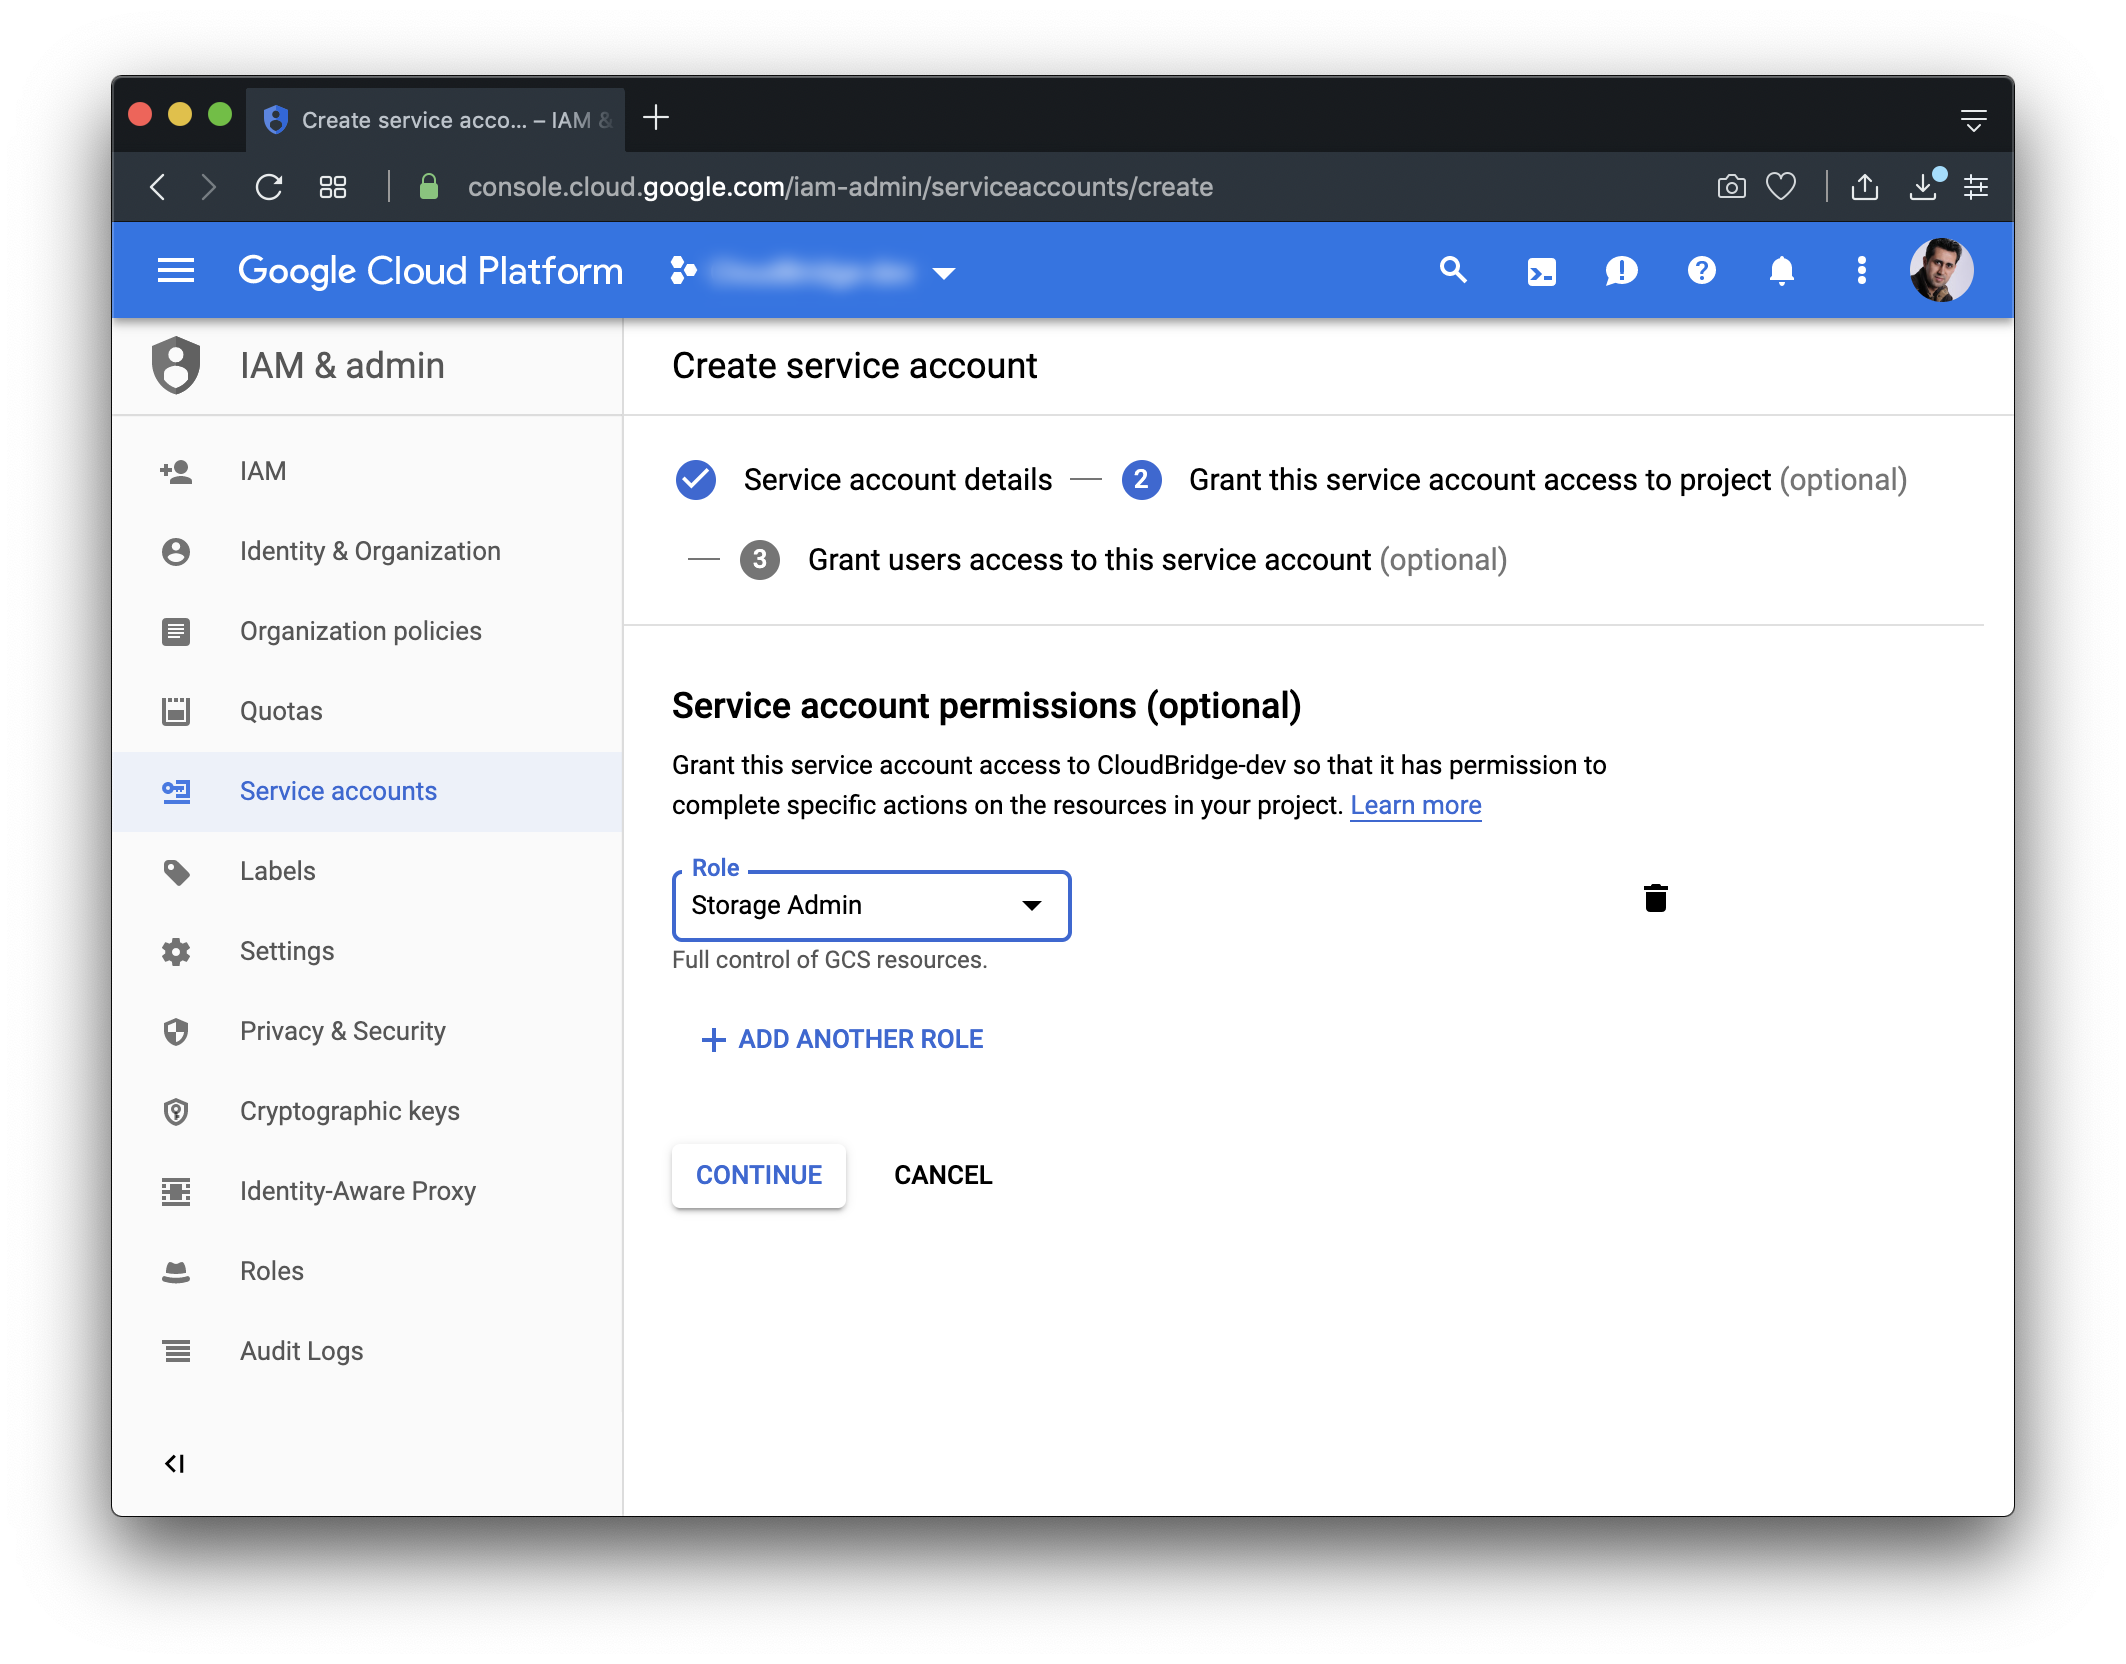 Create service acco... – IAM &
console.cloud.google.com/iam-admin/serviceaccounts/create
Google Cloud Platform
IAM & admin
Create service account
IAM
Identity & Organization
Organization policies
Quotas
Service accounts
Labels
Settings
Privacy & Security
Cryptographic keys
Identity-Aware Proxy
Roles
Audit Logs
Service account details — 2 Grant this service account access to project (optional)
— 3 Grant users access to this service account (optional)
Service account permissions (optional)
Grant this service account access to CloudBridge-dev so that it has permission to
complete specific actions on the resources in your project. Learn more
Role
Storage Admin
Full control of GCS resources.
+ ADD ANOTHER ROLE
CONTINUE CANCEL